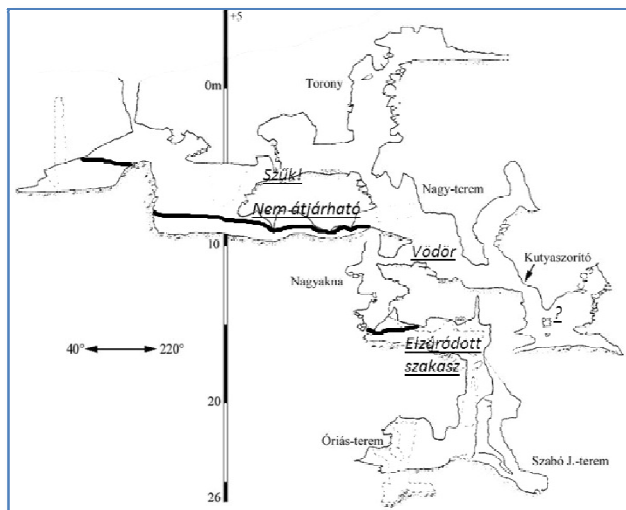 +5
0m
Torony
Szűk!
Nem átjárható
Nagy-terem
10
Vödör
Kutyaszorító
Nagyakna
?
40°
220°
Elzáródott
szakasz
20
Óriás-terem
Szabó J.-terem
26